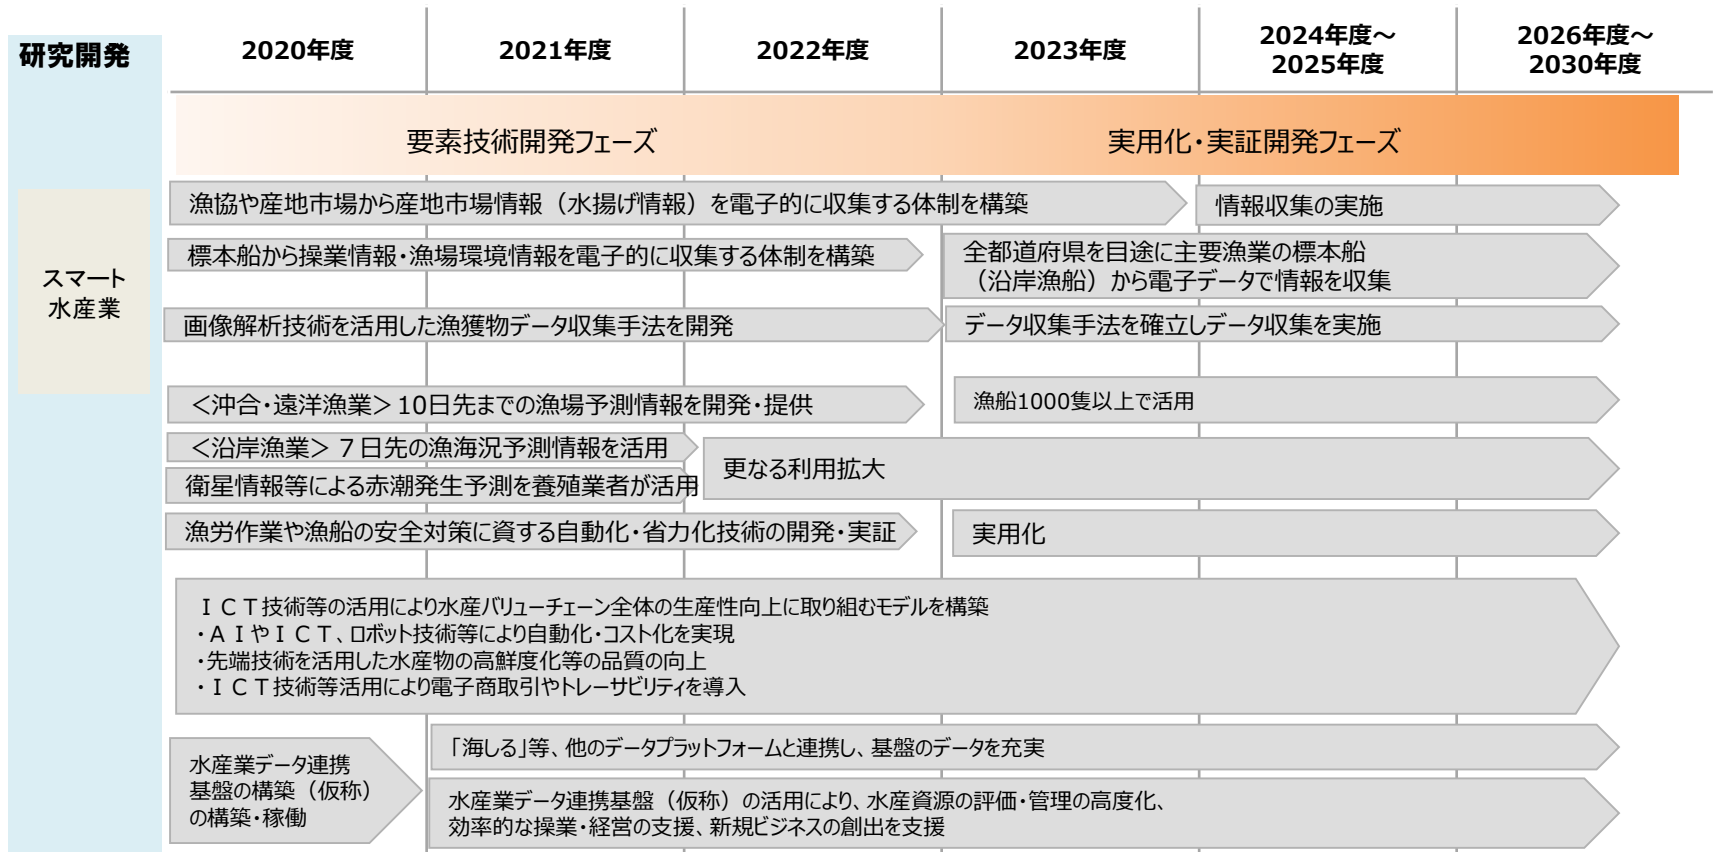 研究開発
2020年度
2021年度
2022年度
2023年度
2024年度～
2025年度
2026年度～
2030年度
要素技術開発フェーズ
実用化・実証開発フェーズ
スマート
水産業
漁協や産地市場から産地市場情報（水揚げ情報）を電子的に収集する体制を構築
情報収集の実施
標本船から操業情報・漁場環境情報を電子的に収集する体制を構築
全都道府県を目途に主要漁業の標本船
（沿岸漁船）から電子データで情報を収集
画像解析技術を活用した漁獲物データ収集手法を開発
データ収集手法を確立しデータ収集を実施
＜沖合・遠洋漁業＞10日先までの漁場予測情報を開発・提供
漁船1000隻以上で活用
＜沿岸漁業＞７日先の漁海況予測情報を活用
衛星情報等による赤潮発生予測を養殖業者が活用
更なる利用拡大
漁労作業や漁船の安全対策に資する自動化・省力化技術の開発・実証
実用化
ＩＣＴ技術等の活用により水産バリューチェーン全体の生産性向上に取り組むモデルを構築
・ＡＩやＩＣＴ、ロボット技術等により自動化・コスト化を実現
・先端技術を活用した水産物の高鮮度化等の品質の向上
・ＩＣＴ技術等活用により電子商取引やトレーサビリティを導入
水産業データ連携
基盤の構築（仮称）
の構築・稼働
「海しる」等、他のデータプラットフォームと連携し、基盤のデータを充実
水産業データ連携基盤（仮称）の活用により、水産資源の評価・管理の高度化、
効率的な操業・経営の支援、新規ビジネスの創出を支援